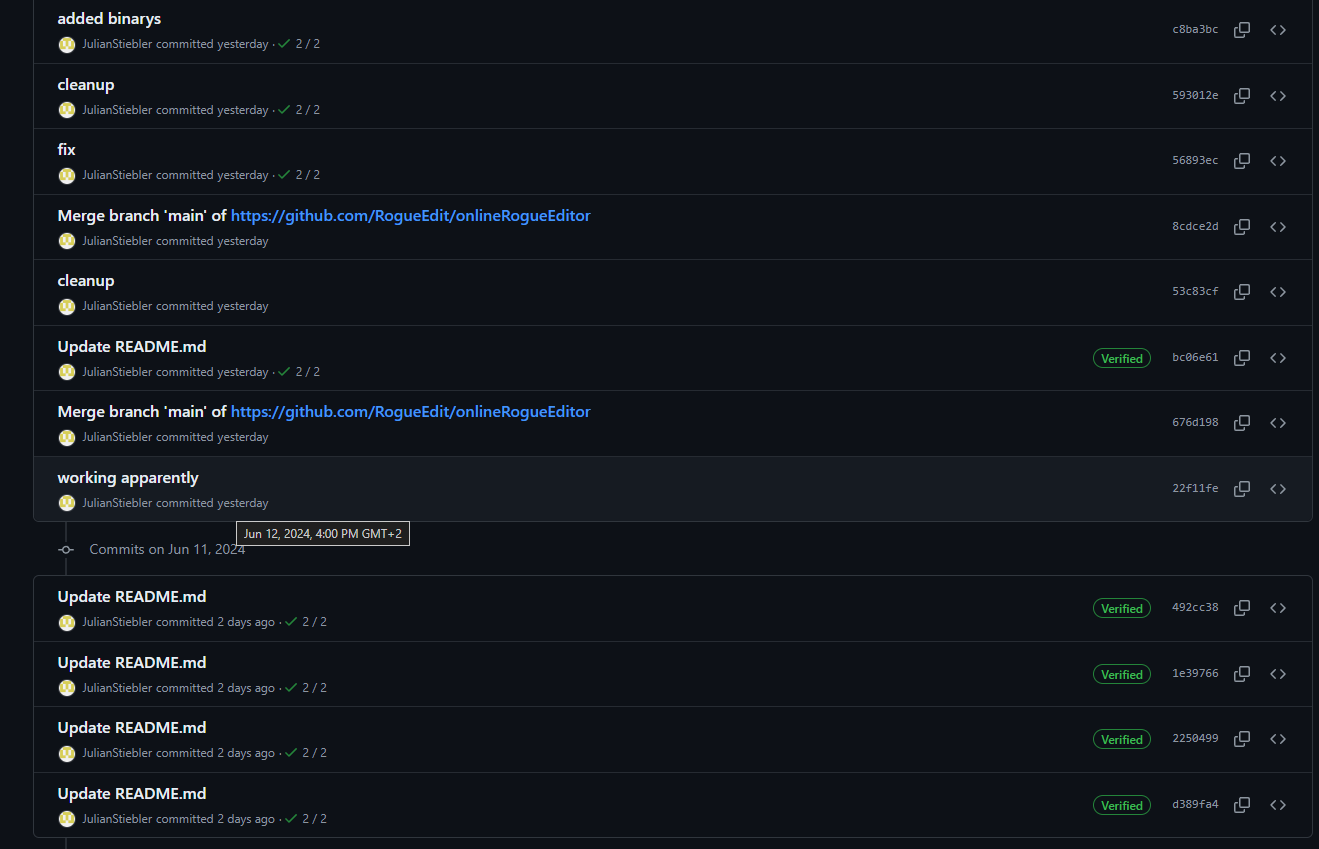 added binarys
JulianStiebler committed yesterday · 2 / 2
c8ba3bc
cleanup
JulianStiebler committed yesterday · 2 / 2
593012e
fix
JulianStiebler committed yesterday · 2 / 2
56893ec
Merge branch 'main' of https://github.com/RogueEdit/onlineRogueEditor
JulianStiebler committed yesterday
8cdce2d
cleanup
JulianStiebler committed yesterday
53c83cf
Update README.md
JulianStiebler committed yesterday · 2 / 2
Verified bc06e61
Merge branch 'main' of https://github.com/RogueEdit/onlineRogueEditor
JulianStiebler committed yesterday
676d198
working apparently
JulianStiebler committed yesterday
22f11fe
Jun 12, 2024, 4:00 PM GMT+2
Commits on Jun 11, 2024
Update README.md
JulianStiebler committed 2 days ago · 2 / 2
Verified 492cc38
Update README.md
JulianStiebler committed 2 days ago · 2 / 2
Verified 1e39766
Update README.md
JulianStiebler committed 2 days ago · 2 / 2
Verified 2250499
Update README.md
JulianStiebler committed 2 days ago · 2 / 2
Verified d389fa4